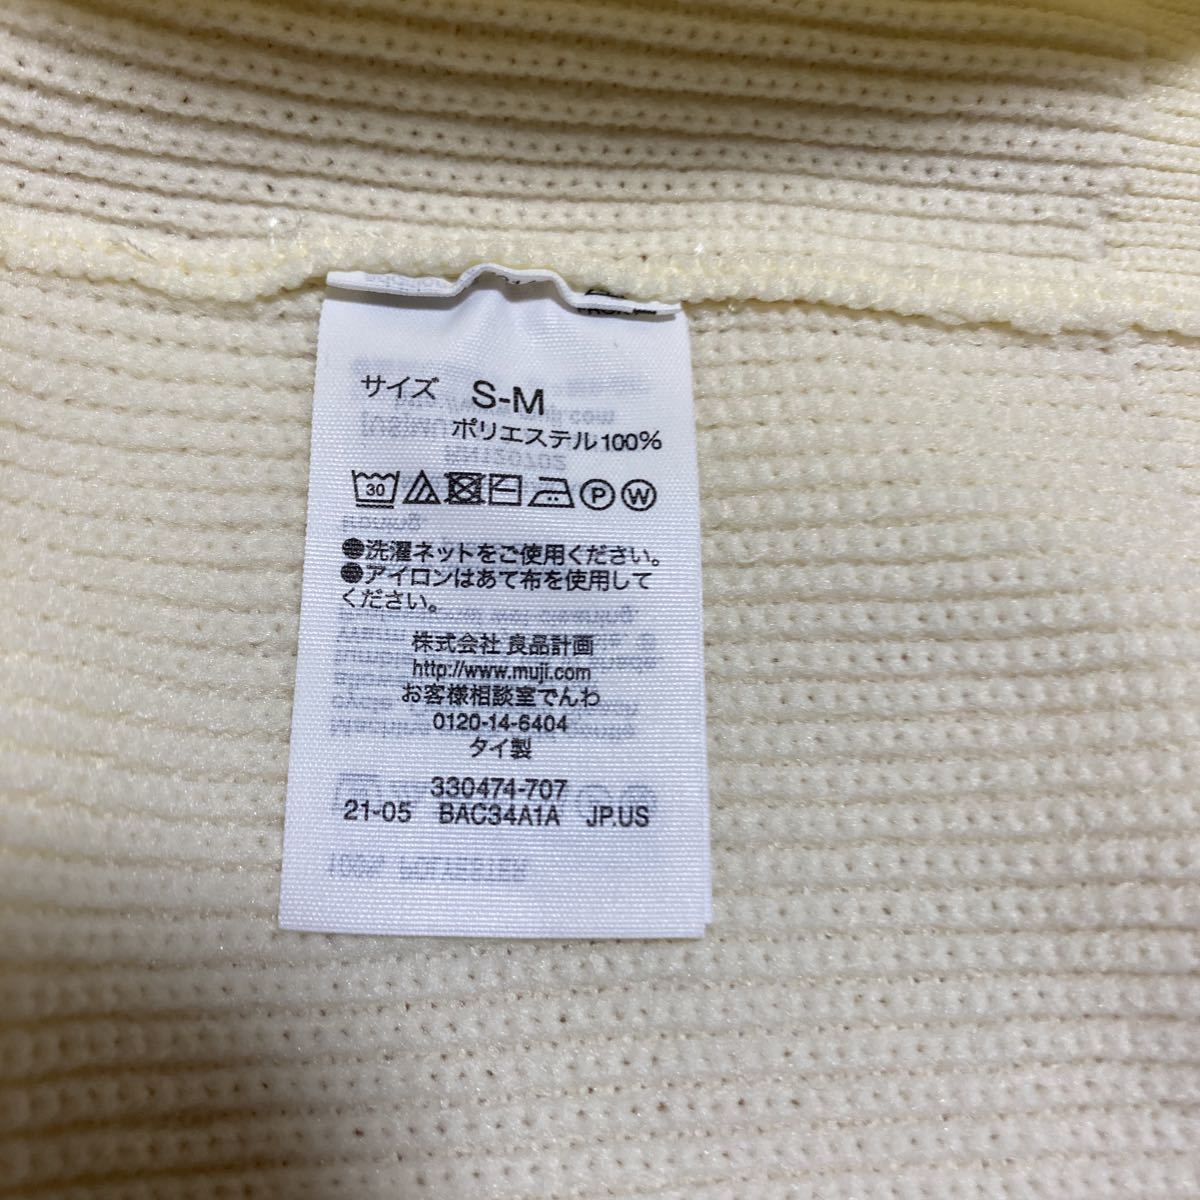 サイズ S-M
ポリエステル100%
30 P W
●洗濯ネットをご使用ください。
●アイロンはあて布を使用して
ください。
株式会社 良品計画
http://www.muji.com
お客様相談室でんわ
0120-14-6404
タイ製
330474-707
21-05 BAC34A1A JP.US
100% POLYESTER